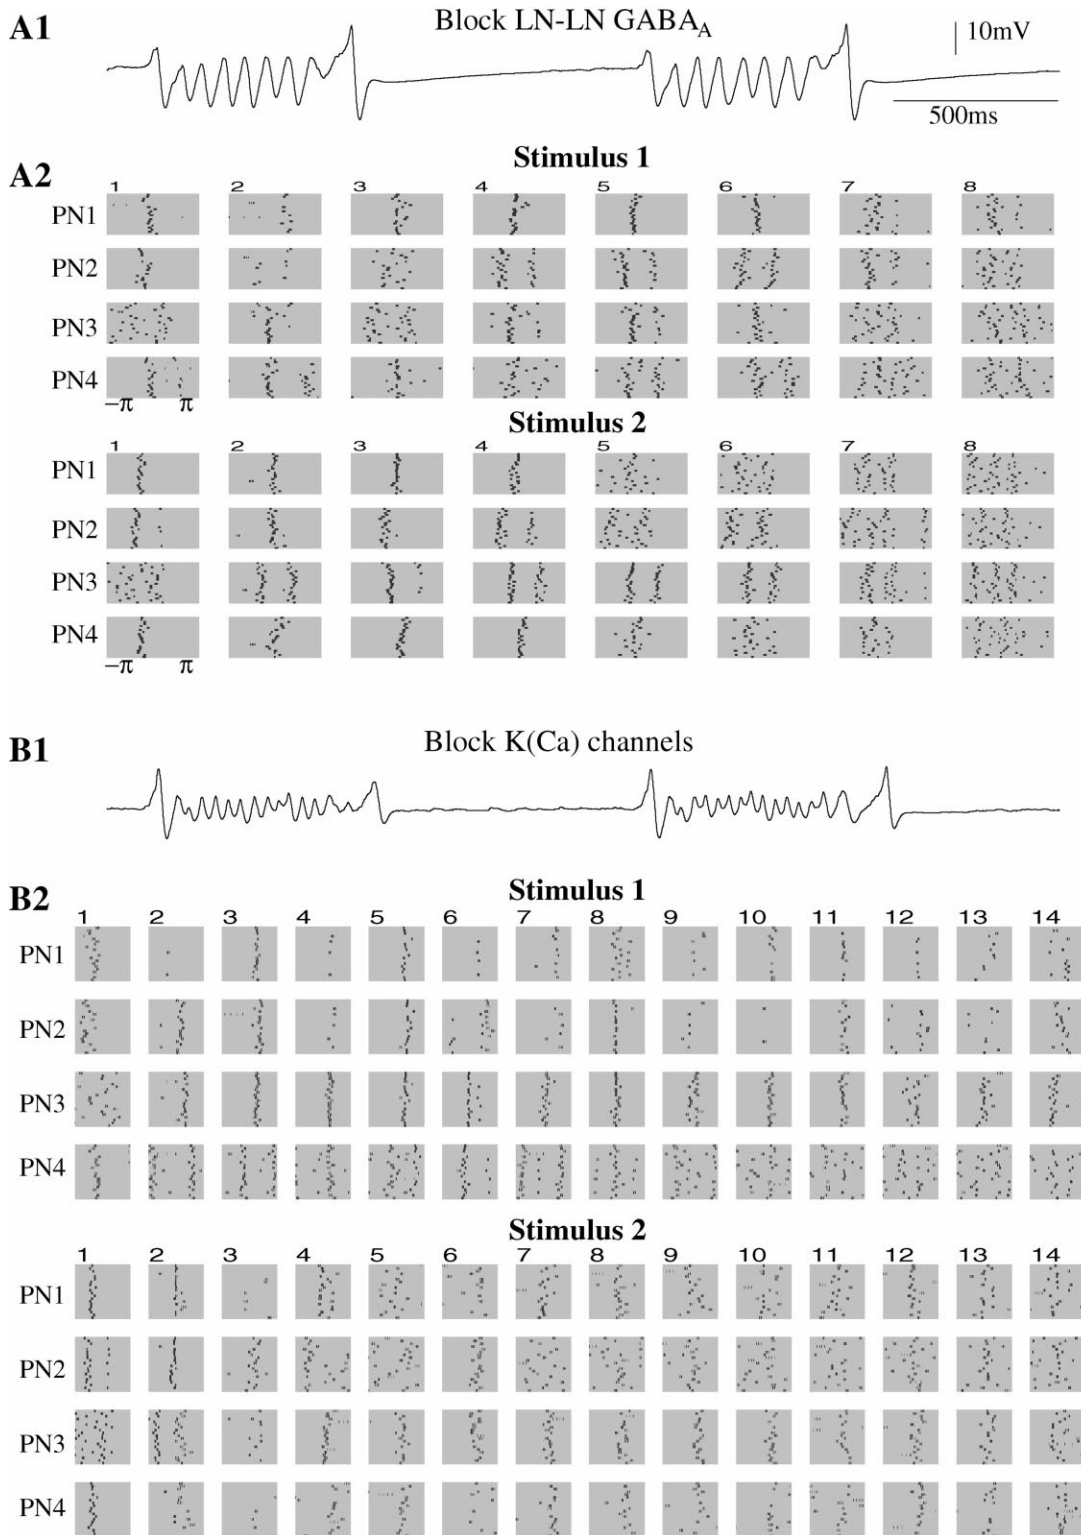 A1
Block LN-LN GABA_A
10mV
500ms
A2
Stimulus 1
1 2 3 4 5 6 7 8
PN1
PN2
PN3
PN4
−π π
Stimulus 2
1 2 3 4 5 6 7 8
PN1
PN2
PN3
PN4
−π π
B1
Block K(Ca) channels
B2
Stimulus 1
1 2 3 4 5 6 7 8 9 10 11 12 13 14
PN1
PN2
PN3
PN4
Stimulus 2
1 2 3 4 5 6 7 8 9 10 11 12 13 14
PN1
PN2
PN3
PN4